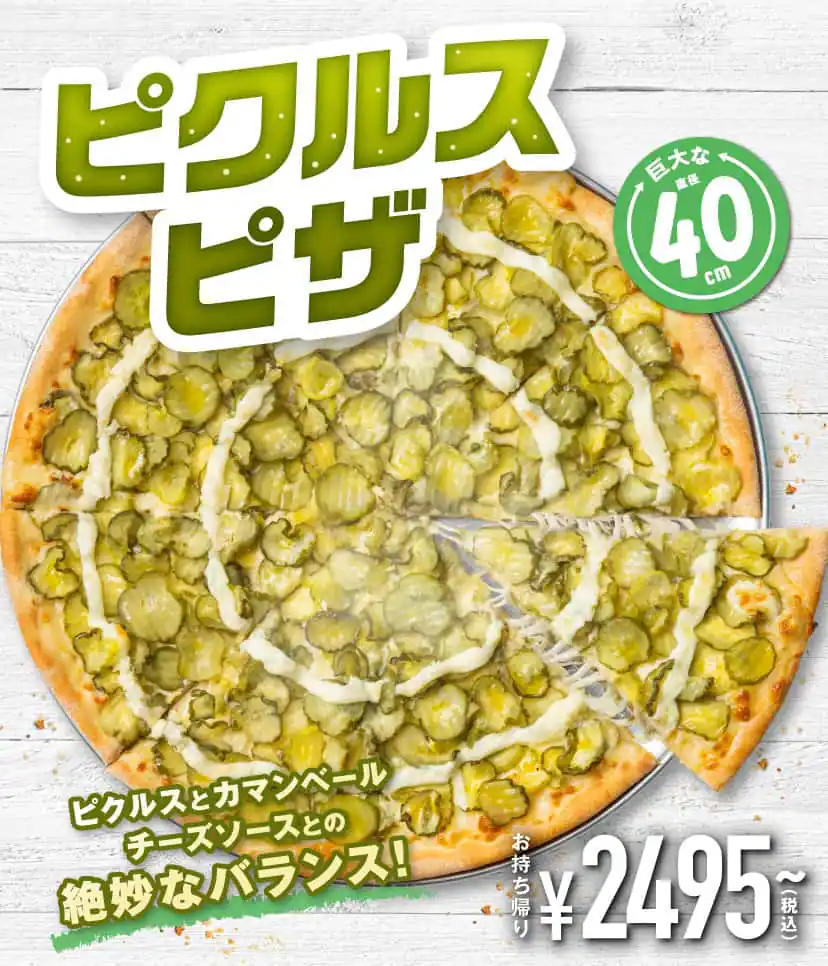 ピクルス
ピザ
巨大な
直径
40cm
ピクルスとカマンベール
チーズソースとの
絶妙なバランス!
お持ち帰り
¥2495~
(税込)